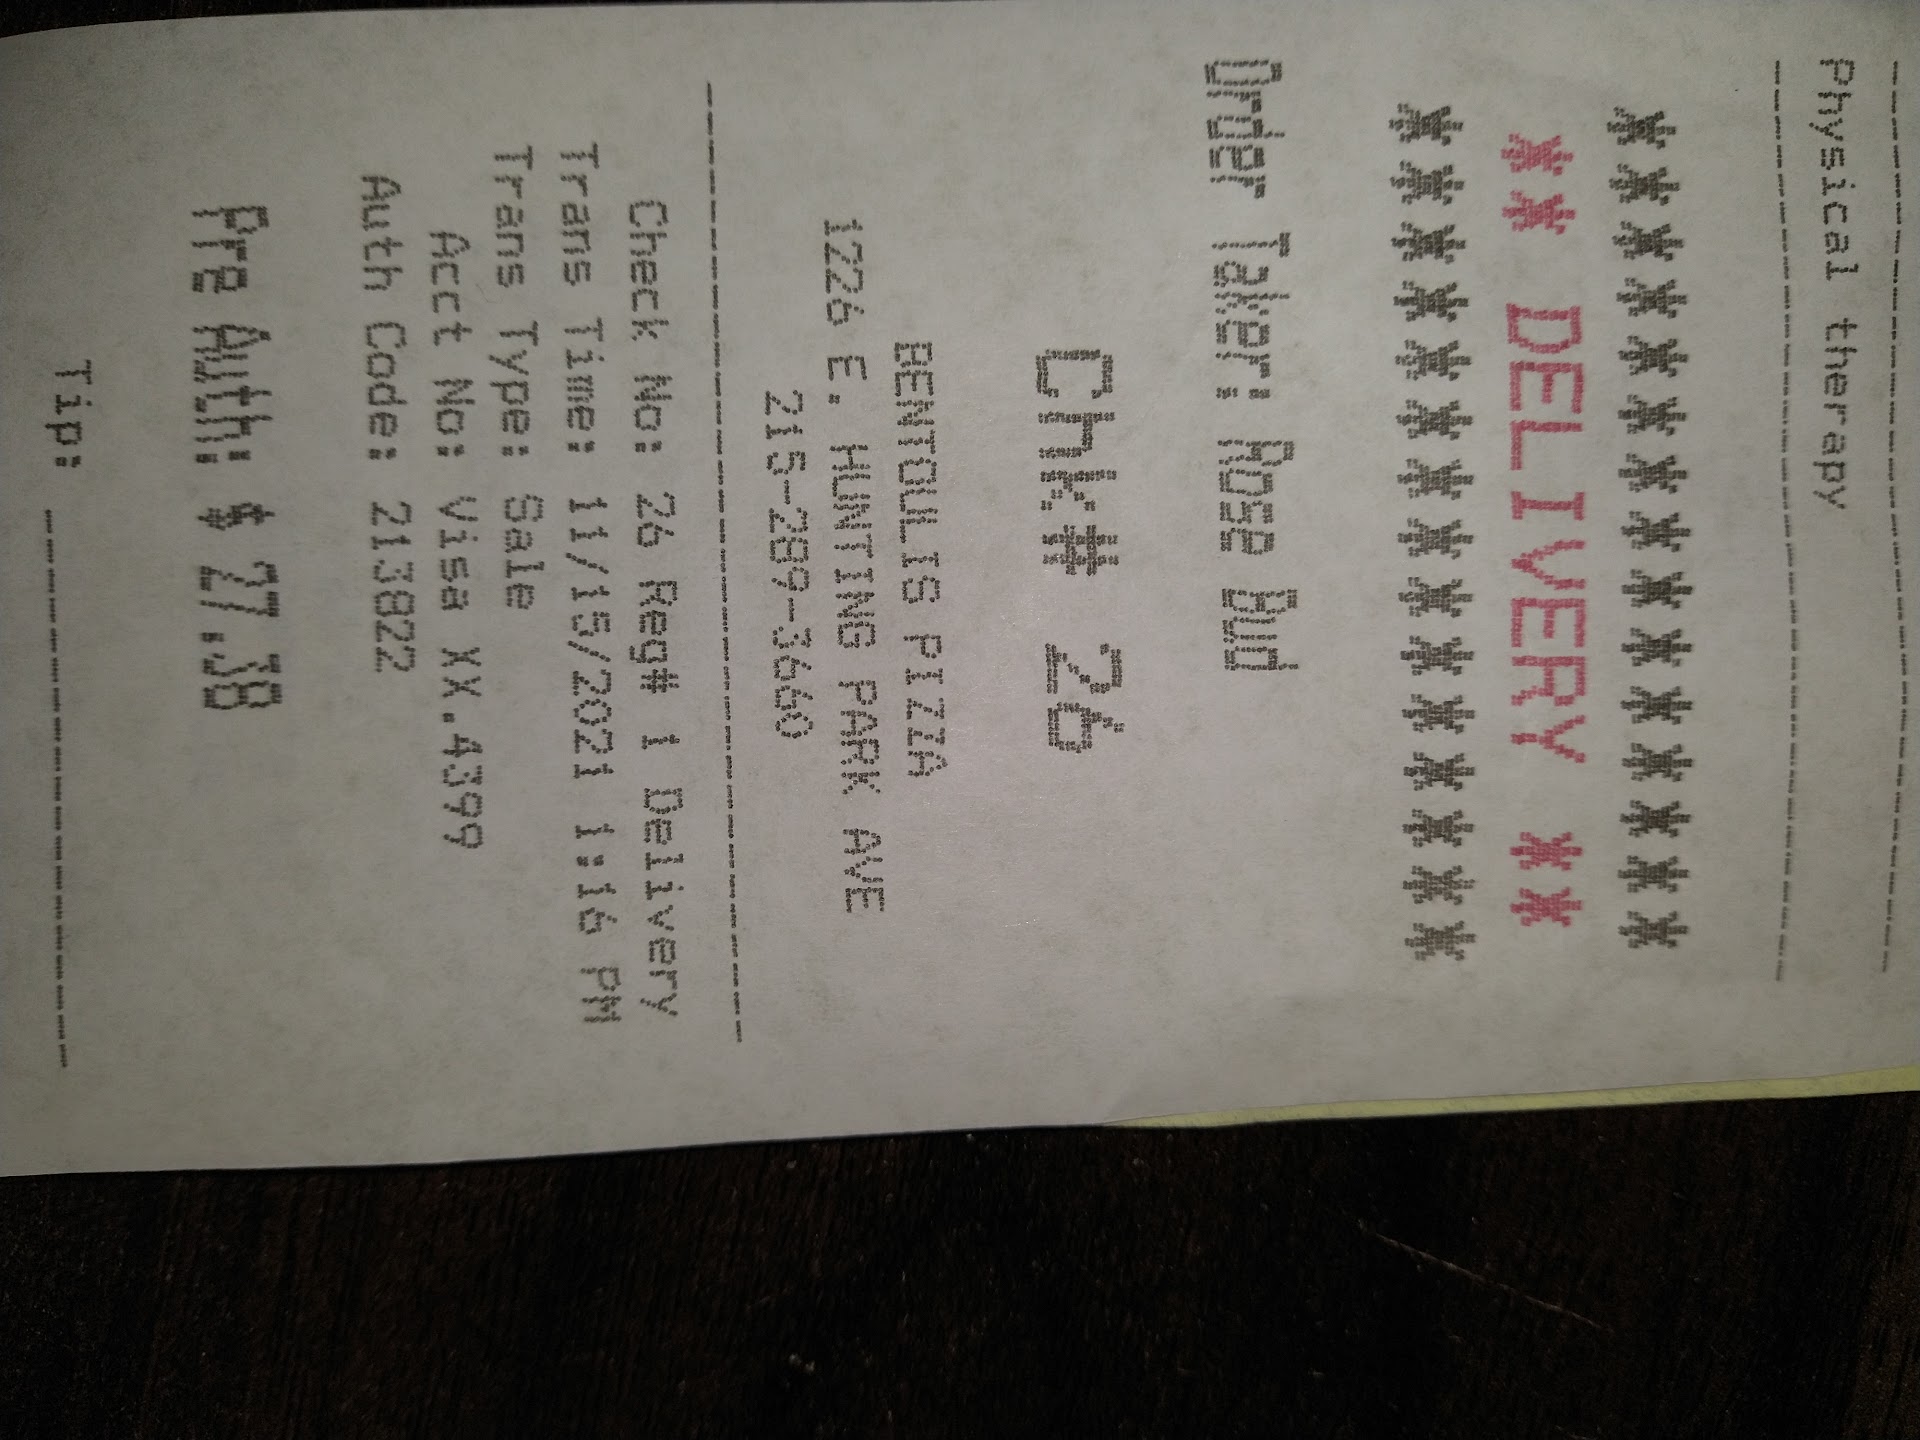 Physical therapy
***************
** DELIVERY **
***************
Order Taker: Rose Bud
Chk# 26
BENTOULIS PIZZA
1226 E. HUNTING PARK AVE
215-289-3660
Check No: 26 Reg# 1 Delivery
Trans Time: 11/15/2021 1:16 PM
Trans Type: Sale
Acct No: Visa XX.4399
Auth Code: 213822
Pre Auth: $ 27.38
Tip: